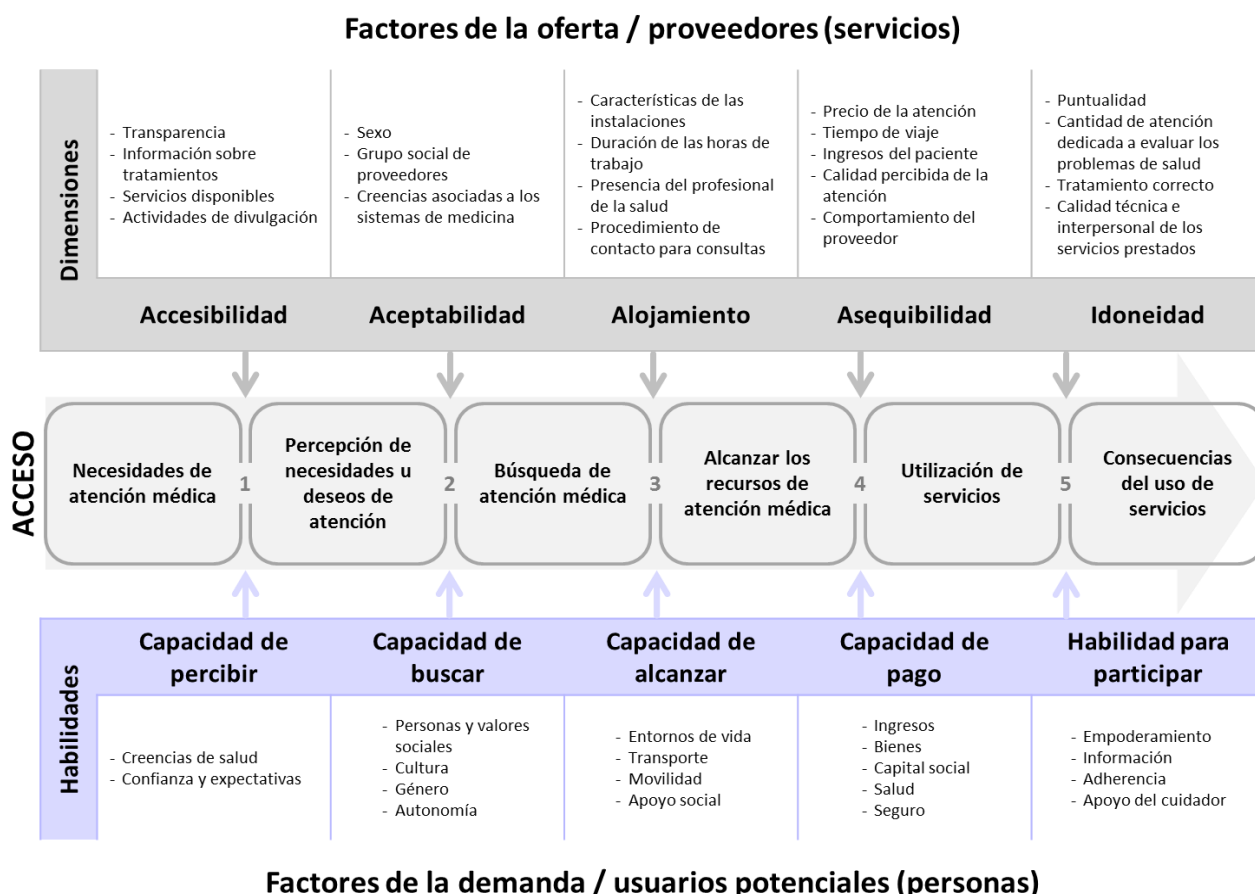 Factores de la oferta / proveedores (servicios)
Dimensiones
- Transparencia
- Información sobre
tratamientos
- Servicios disponibles
- Actividades de divulgación
- Sexo
- Grupo social de
proveedores
- Creencias asociadas a los
sistemas de medicina
- Características de las
instalaciones
- Duración de las horas de
trabajo
- Presencia del profesional
de la salud
- Procedimiento de
contacto para consultas
- Precio de la atención
- Tiempo de viaje
- Ingresos del paciente
- Calidad percibida de la
atención
- Comportamiento del
proveedor
- Puntualidad
- Cantidad de atención
dedicada a evaluar los
problemas de salud
- Tratamiento correcto
- Calidad técnica e
interpersonal de los
servicios prestados
Accesibilidad
Aceptabilidad
Alojamiento
Asequibilidad
Idoneidad
ACCESO
Necesidades de
atención médica
1
Percepción de
necesidades u
deseos de
atención
2
Búsqueda de
atención médica
3
Alcanzar los
recursos de
atención médica
4
Utilización de
servicios
5
Consecuencias
del uso de
servicios
Habilidades
Capacidad de
percibir
Capacidad de
buscar
Capacidad de
alcanzar
Capacidad de
pago
Habilidad para
participar
- Creencias de salud
- Confianza y expectativas
- Personas y valores
sociales
- Cultura
- Género
- Autonomía
- Entornos de vida
- Transporte
- Movilidad
- Apoyo social
- Ingresos
- Bienes
- Capital social
- Salud
- Seguro
- Empoderamiento
- Información
- Adherencia
- Apoyo del cuidador
Factores de la demanda / usuarios potenciales (personas)